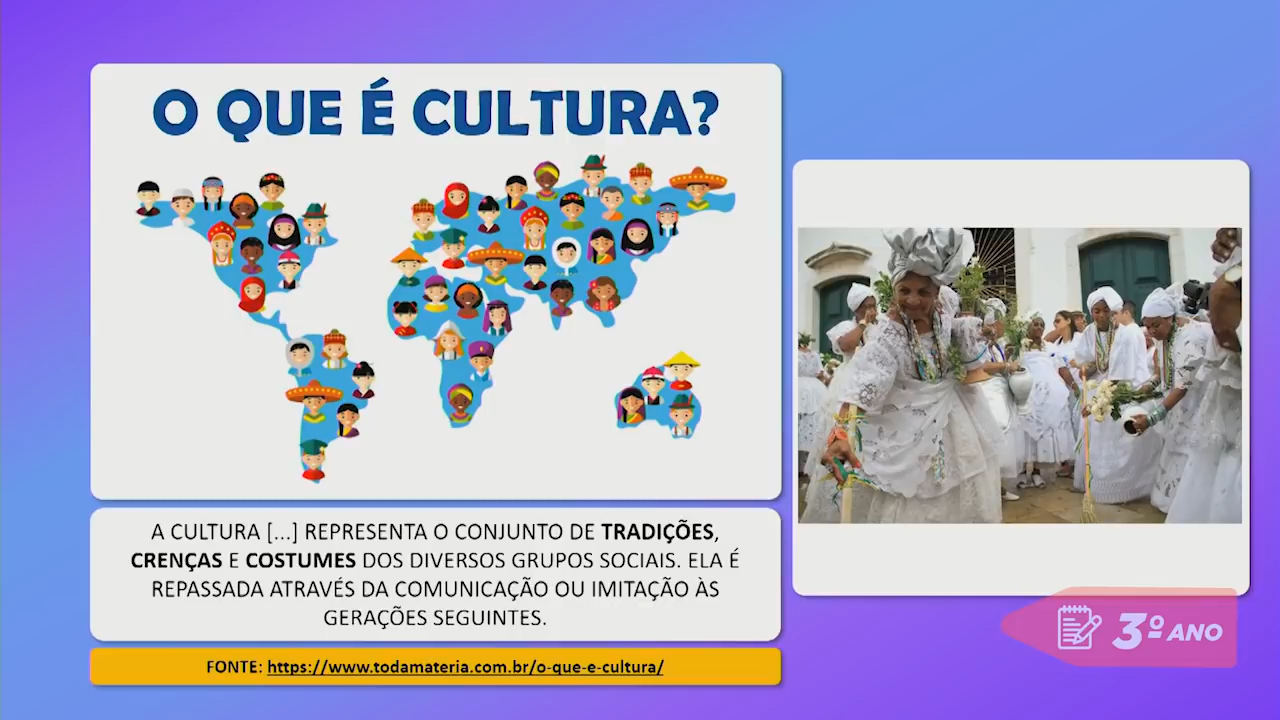 O QUE É CULTURA?
A CULTURA [...] REPRESENTA O CONJUNTO DE TRADIÇÕES,
CRENÇAS E COSTUMES DOS DIVERSOS GRUPOS SOCIAIS. ELA É
REPASSADA ATRAVÉS DA COMUNICAÇÃO OU IMITAÇÃO ÀS
GERAÇÕES SEGUINTES.
FONTE: https://www.todamateria.com.br/o-que-e-cultura/
3º ANO